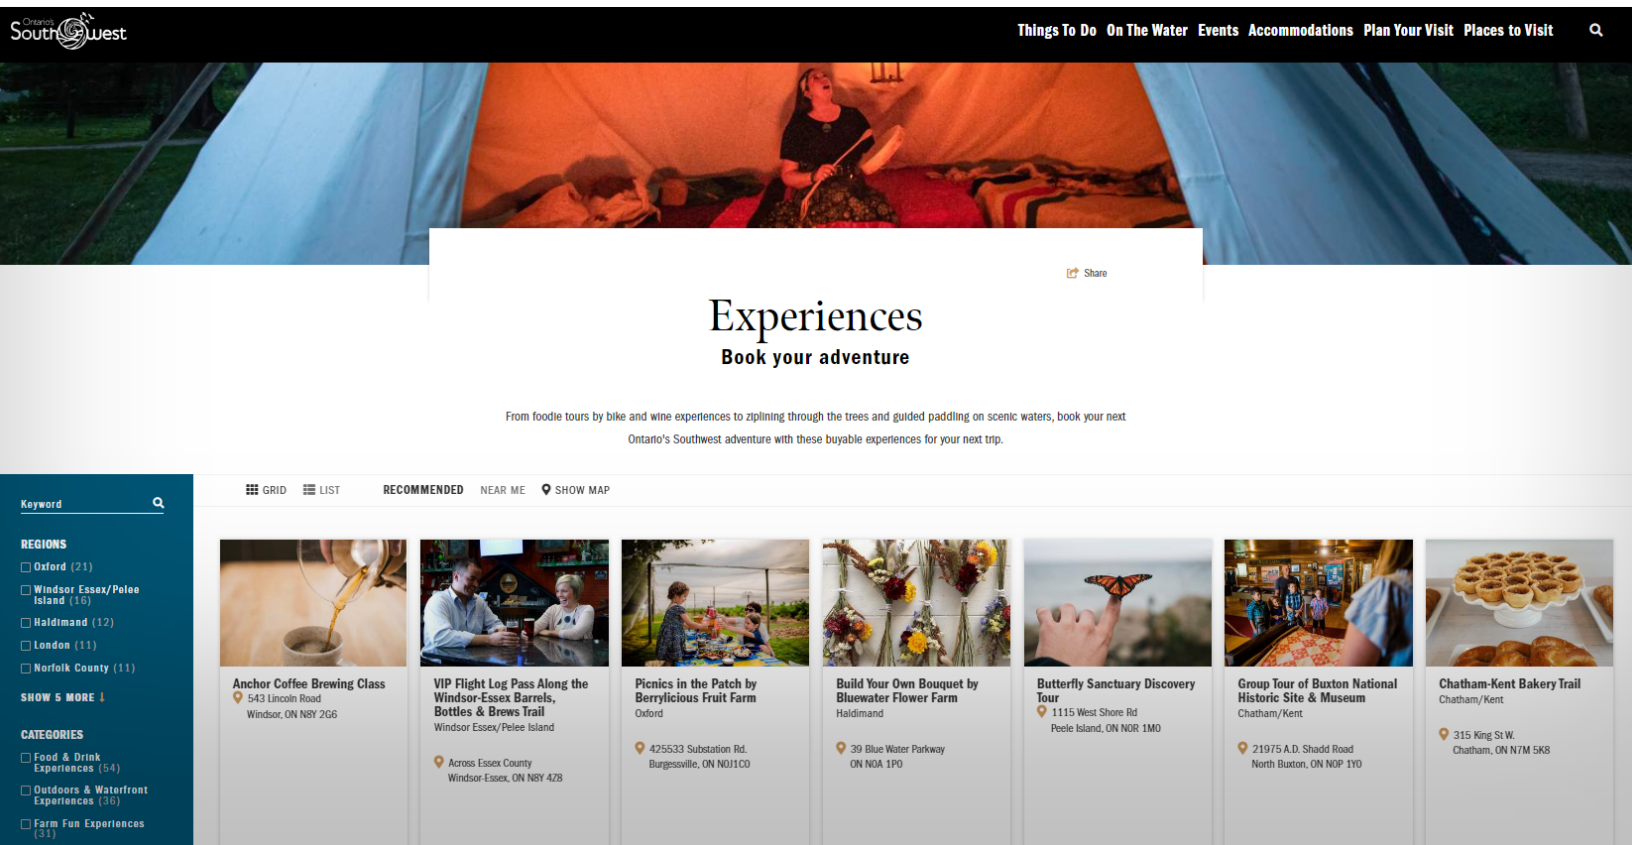 Ontario's
SouthWest
Things To Do On The Water Events Accommodations Plan Your Visit Places to Visit
Share
Experiences
Book your adventure
From foodie tours by bike and wine experiences to ziplining through the trees and guided paddling on scenic waters, book your next
Ontario's Southwest adventure with these buyable experiences for your next trip.
GRID LIST RECOMMENDED NEAR ME SHOW MAP
Keyword
REGIONS
Oxford (21)
Windsor Essex/Pelee
Island (16)
Haldimand (12)
London (11)
Norfolk County (11)
SHOW 5 MORE ↓
CATEGORIES
Food & Drink
Experiences (54)
Outdoors & Waterfront
Experiences (36)
Farm Fun Experiences
(31)
Anchor Coffee Brewing Class
543 Lincoln Road
Windsor, ON N8Y 2G6
VIP Flight Log Pass Along the
Windsor-Essex Barrels,
Bottles & Brews Trail
Windsor Essex/Pelee Island
Across Essex County
Windsor-Essex, ON N8Y 4Z8
Picnics in the Patch by
Berrylicious Fruit Farm
Oxford
425533 Substation Rd.
Burgessville, ON N0J1C0
Build Your Own Bouquet by
Bluewater Flower Farm
Haldimand
39 Blue Water Parkway
ON N0A 1P0
Butterfly Sanctuary Discovery
Tour
1115 West Shore Rd
Peele Island, ON N0R 1M0
Group Tour of Buxton National
Historic Site & Museum
Chatham/Kent
21975 A.D. Shadd Road
North Buxton, ON N0P 1Y0
Chatham-Kent Bakery Trail
Chatham/Kent
315 King St W.
Chatham, ON N7M 5K8